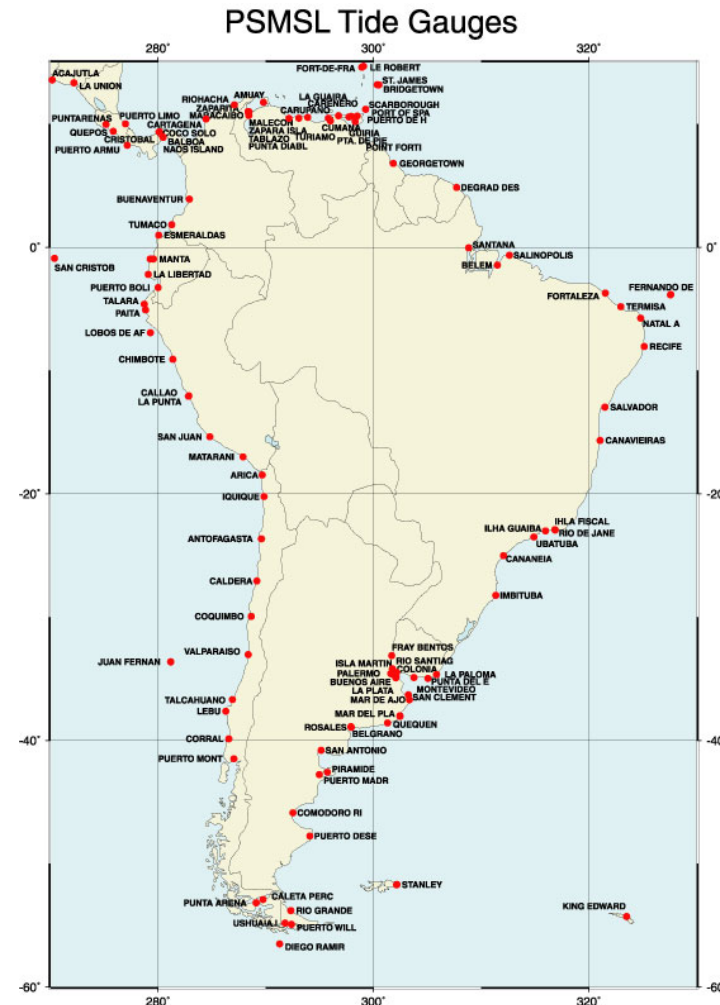 PSMSL Tide Gauges
280° 300° 320°
FORT-DE-FRA LE ROBERT
ACAJUTLA
LA UNION
ST. JAMES
BRIDGETOWN
RIOHACHA AMUAY LA GUAIRA
ZAPARITA CARUPANO CARENERO SCARBOROUGH
PUNTARENAS PUERTO LIMO MARACAIBO PORT OF SPA
CARTAGENA MALECON PUERTO DE H
QUEPOS COCO SOLO ZAPARA ISLA CUMANA
CRISTOBAL BALBOA TABLAZO TURIAMO GUIRIA
PUERTO ARMU NAOS ISLAND PUNTA DIABL PTA. DE PIE
POINT FORTI
GEORGETOWN
DEGRAD DES
BUENAVENTUR
TUMACO
ESMERALDAS
0° SANTANA 0°
SALINOPOLIS
MANTA
BELEM
SAN CRISTOB
LA LIBERTAD
PUERTO BOLI
FERNANDO DE
FORTALEZA
TALARA
TERMISA
PAITA
NATAL A
LOBOS DE AF
RECIFE
CHIMBOTE
CALLAO
LA PUNTA
SALVADOR
SAN JUAN
CANAVIEIRAS
MATARANI
ARICA
-20° -20
IQUIQUE
IHLA FISCAL
ILHA GUAIBA
RIO DE JANE
ANTOFAGASTA
UBATUBA
CANANEIA
CALDERA
IMBITUBA
COQUIMBO
FRAY BENTOS
VALPARAISO
JUAN FERNAN
ISLA MARTIN RIO SANTIAG
COLONIA
PALERMO LA PALOMA
BUENOS AIRE PUNTA DEL E
LA PLATA MONTEVIDEO
TALCAHUANO
MAR DE AJO SAN CLEMENT
LEBU
MAR DEL PLA
QUEQUEN
ROSALES
BELGRANO
CORRAL
-40° -40
SAN ANTONIO
PUERTO MONT
PIRAMIDE
PUERTO MADR
COMODORO RI
PUERTO DESE
STANLEY
CALETA PERC
PUNTA ARENA
KING EDWARD
RIO GRANDE
USHUAIA I
PUERTO WILL
DIEGO RAMIR
-60° -60
280° 300° 320°